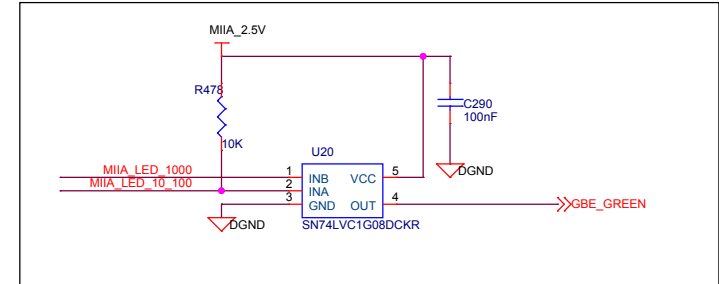 MIIA_2.5V
R478
10K
C290
100nF
DGND
U20
MIIA_LED_1000
MIIA_LED_10_100
1 INB VCC 5
2 INA
3 GND OUT 4
GBE_GREEN
DGND
SN74LVC1G08DCKR